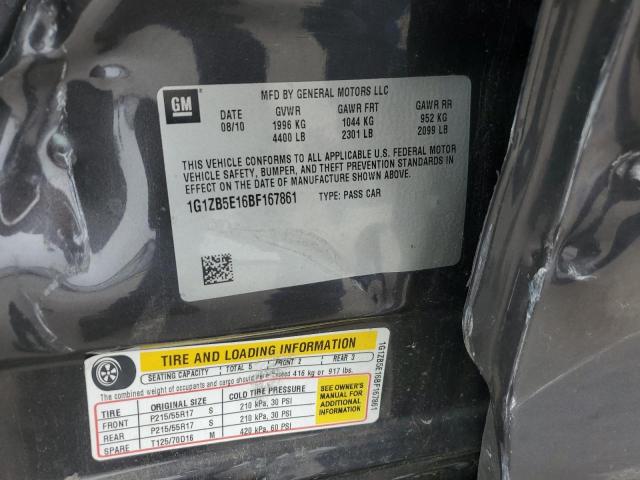 GM
MFD BY GENERAL MOTORS LLC
DATE GVWR GAWR FRT GAWR RR
08/10 1996 KG 1044 KG 952 KG
4400 LB 2301 LB 2099 LB
THIS VEHICLE CONFORMS TO ALL APPLICABLE U.S. FEDERAL MOTOR
VEHICLE SAFETY, BUMPER, AND THEFT PREVENTION STANDARDS
IN EFFECT ON THE DATE OF MANUFACTURE SHOWN ABOVE.
1G1ZB5E16BF167861 TYPE: PASS CAR
TIRE AND LOADING INFORMATION
SEATING CAPACITY TOTAL 5 FRONT 2 REAR 3
The combined weight of occupants and cargo should never exceed 416 kg or 917 lbs.
TIRE ORIGINAL SIZE COLD TIRE PRESSURE
FRONT P215/55R17 S 210 kPa, 30 PSI
REAR P215/55R17 S 210 kPa, 30 PSI
SPARE T125/70D16 M 420 kPa, 60 PSI
SEE OWNER'S
MANUAL FOR
ADDITIONAL
INFORMATION
1G1ZB5E16BF167861